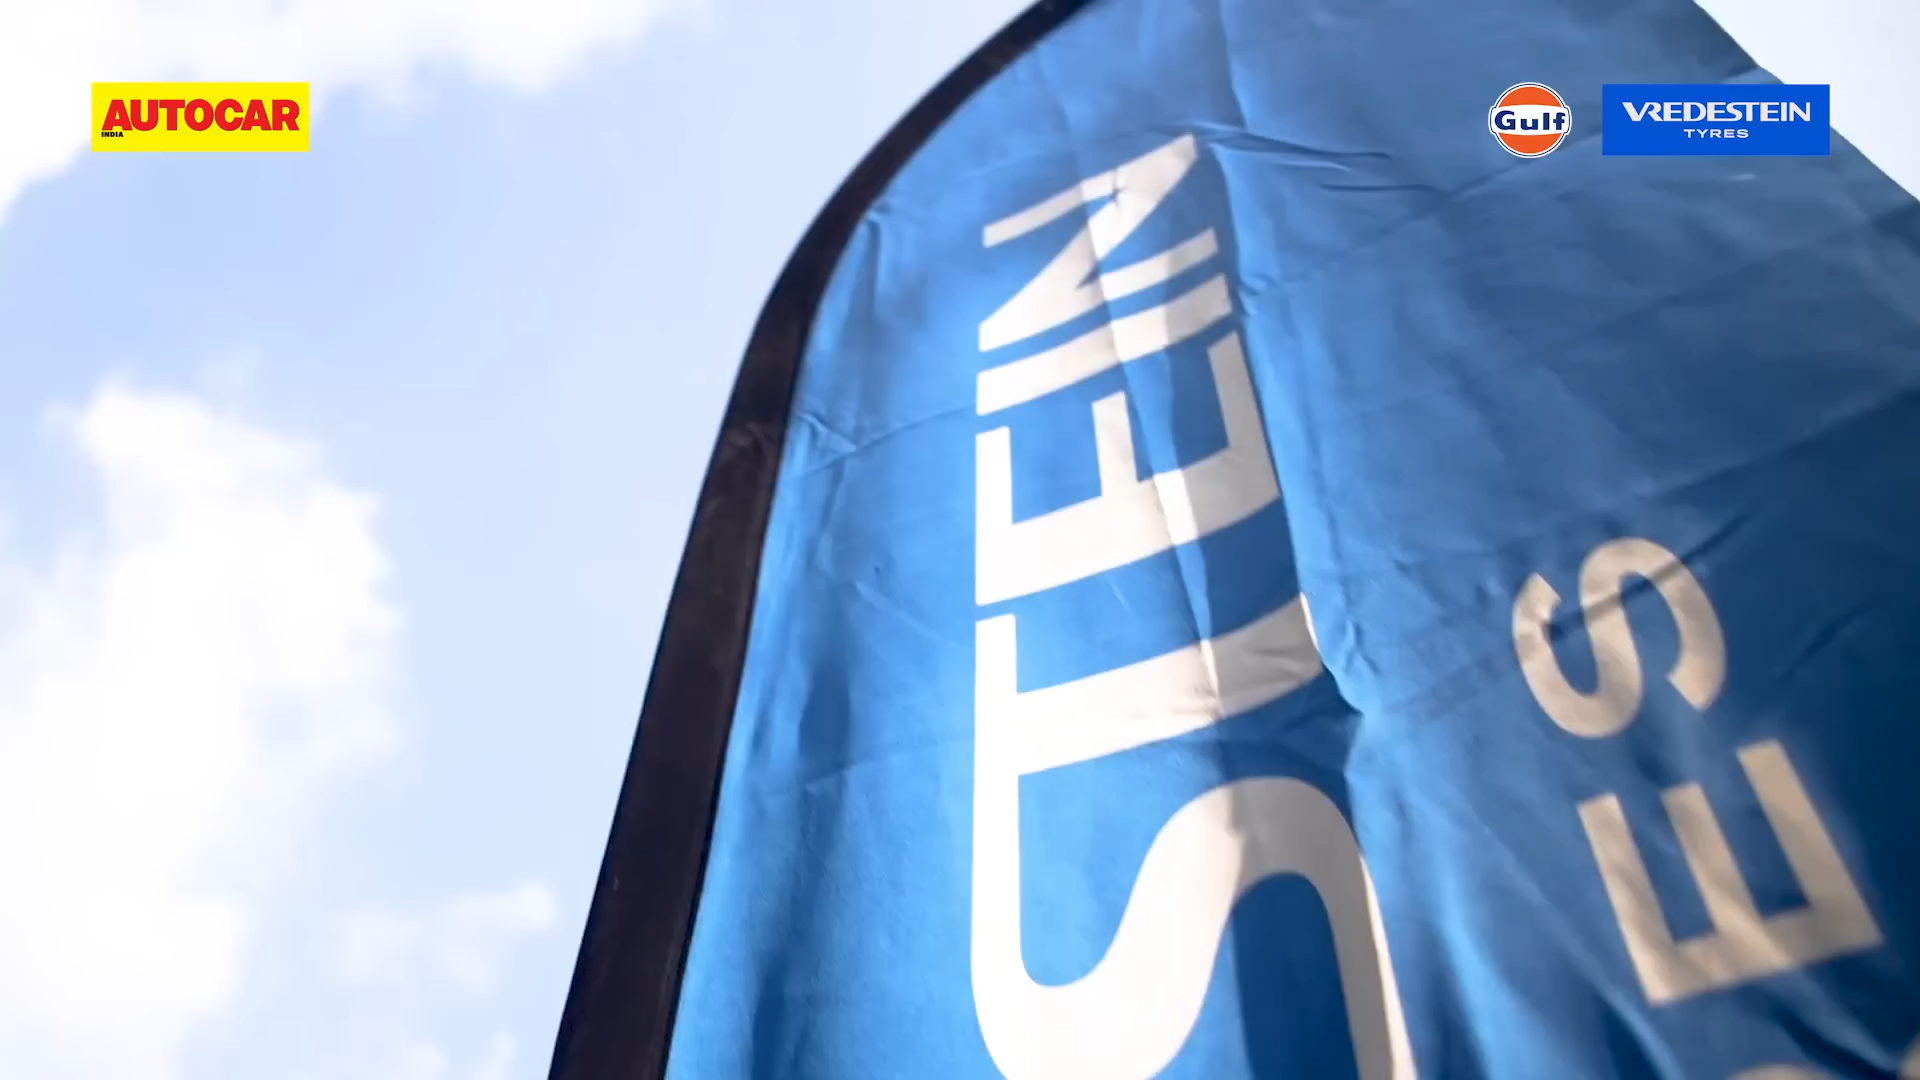 AUTOCAR
INDIA
Gulf
VREDESTEIN
TYRES
STEIN
ES